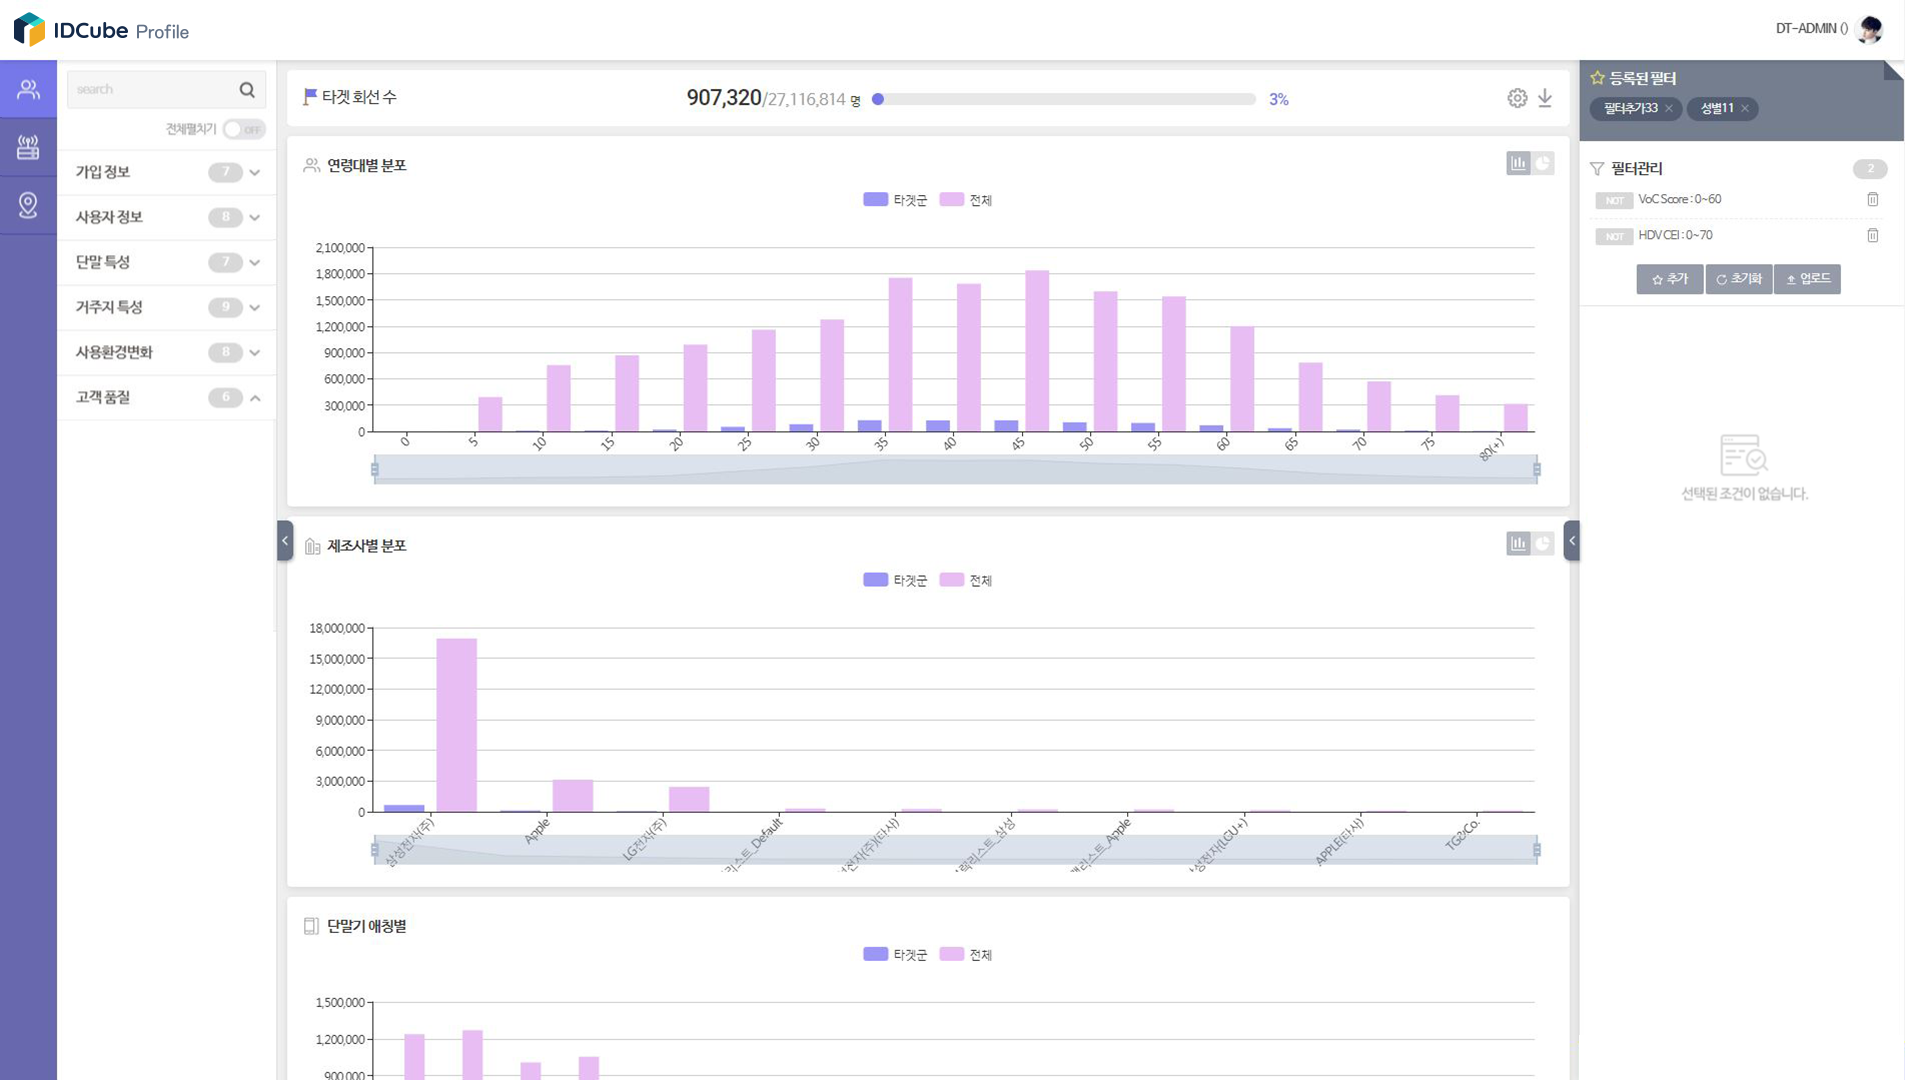 IDCube Profile
DT-ADMIN ()
search
전체펼치기 OFF
가입 정보 7
사용자 정보 8
단말 특성 7
거주지 특성 9
사용환경변화 8
고객 품질 6
타겟 회선 수
907,320/27,116,814 명
3%
연령대별 분포
타겟군 전체
2,100,000
1,800,000
1,500,000
1,200,000
900,000
600,000
300,000
0
0 5 10 15 20 25 30 35 40 45 50 55 60 65 70 75 80(+)
제조사별 분포
타겟군 전체
18,000,000
15,000,000
12,000,000
9,000,000
6,000,000
3,000,000
0
삼성전자(주) Apple LG전자(주) 리스트_Default 전자(주)(타사) 랙리스트_삼성 리스트_Apple 성전자(LGU+) APPLE(타사) TG&Co.
단말기 애칭별
타겟군 전체
1,500,000
1,200,000
900,000
등록된 필터
필터추가33 × 성별11 ×
필터관리 2
NOT VoC Score : 0~60
NOT HDV CEI : 0~70
추가 초기화 업로드
선택된 조건이 없습니다.